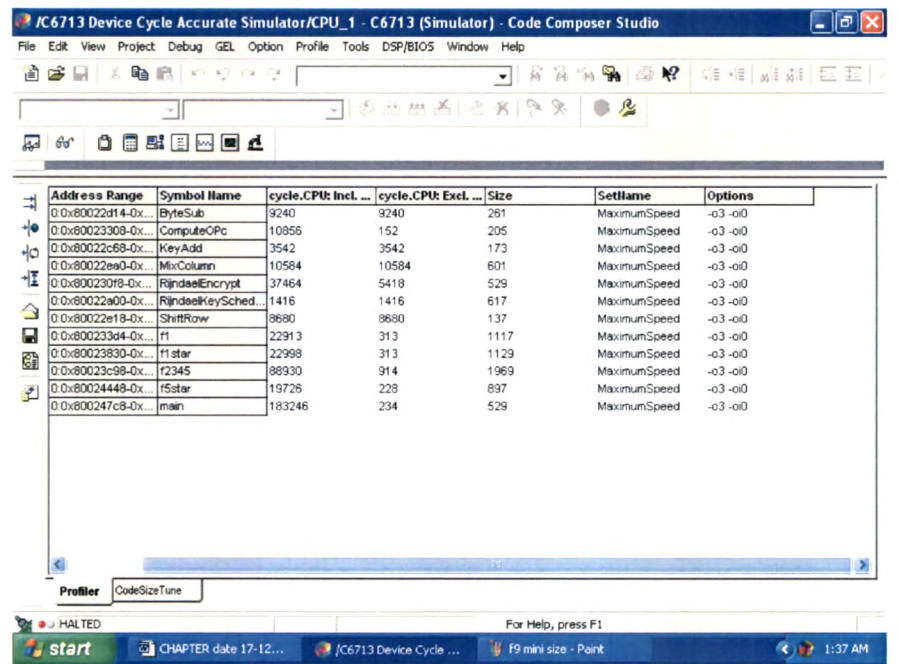 /C6713 Device Cycle Accurate Simulator/CPU_1 - C6713 (Simulator) - Code Composer Studio
File Edit View Project Debug GEL Option Profile Tools DSP/BIOS Window Help
Address Range Symbol Name cycle.CPU: Incl. ... cycle.CPU: Excl. ... Size SetName Options
0:0x80022d14-0x... ByteSub 9240 9240 261 MaximumSpeed -o3 -oi0
0:0x80023308-0x... ComputeOPc 10856 152 205 MaximumSpeed -o3 -oi0
0:0x80022c68-0x... KeyAdd 3542 3542 173 MaximumSpeed -o3 -oi0
0:0x80022ea0-0x... MixColumn 10584 10584 601 MaximumSpeed -o3 -oi0
0:0x800230f8-0x... RijndaelEncrypt 37464 5418 529 MaximumSpeed -o3 -oi0
0:0x80022a00-0x... RijndaelKeySched... 1416 1416 617 MaximumSpeed -o3 -oi0
0:0x80022e18-0x... ShiftRow 8680 8680 137 MaximumSpeed -o3 -oi0
0:0x800233d4-0x... f1 22913 313 1117 MaximumSpeed -o3 -oi0
0:0x80023830-0x... f1star 22998 313 1129 MaximumSpeed -o3 -oi0
0:0x80023c98-0x... f2345 88930 914 1969 MaximumSpeed -o3 -oi0
0:0x80024448-0x... f5star 19726 228 897 MaximumSpeed -o3 -oi0
0:0x800247c8-0x... main 183246 234 529 MaximumSpeed -o3 -oi0
Profiler CodeSizeTune
HALTED For Help, press F1
start CHAPTER date 17-12... /C6713 Device Cycle ... f9 mini size - Paint 1:37 AM